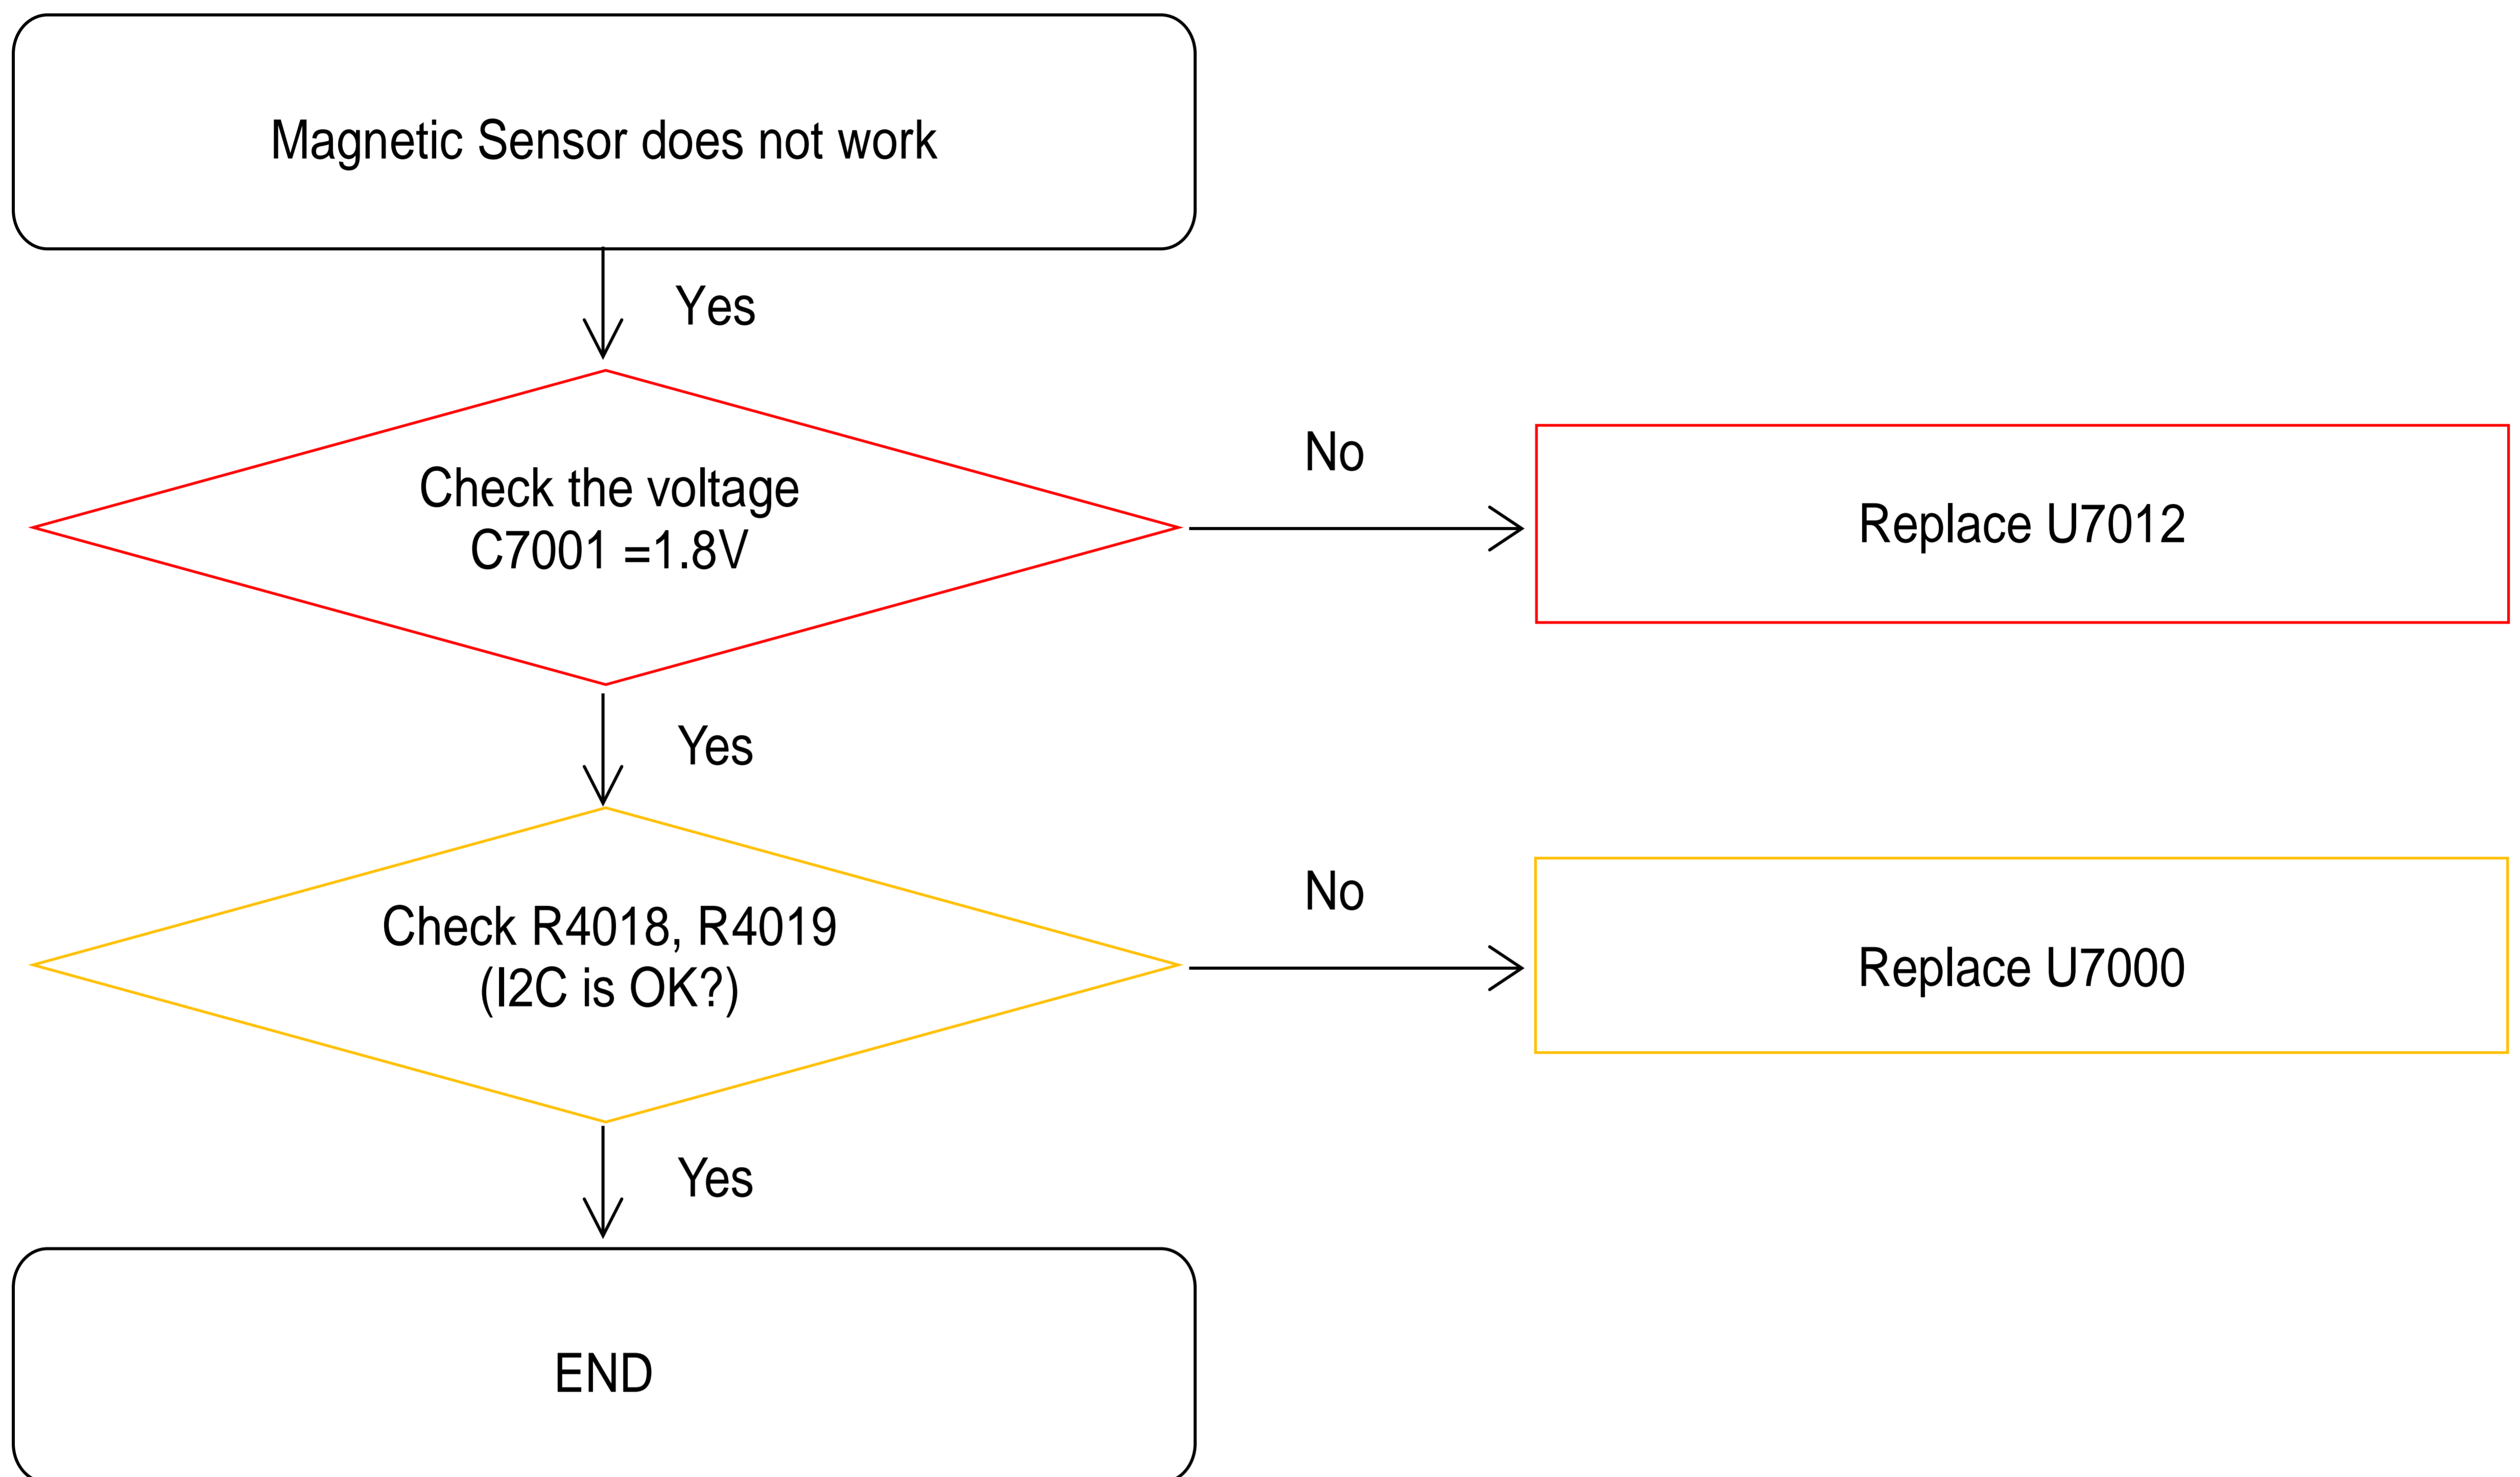 Magnetic Sensor does not work
Yes
Check the voltage
C7001 =1.8V
No
Replace U7012
Yes
Check R4018, R4019
(I2C is OK?)
No
Replace U7000
Yes
END